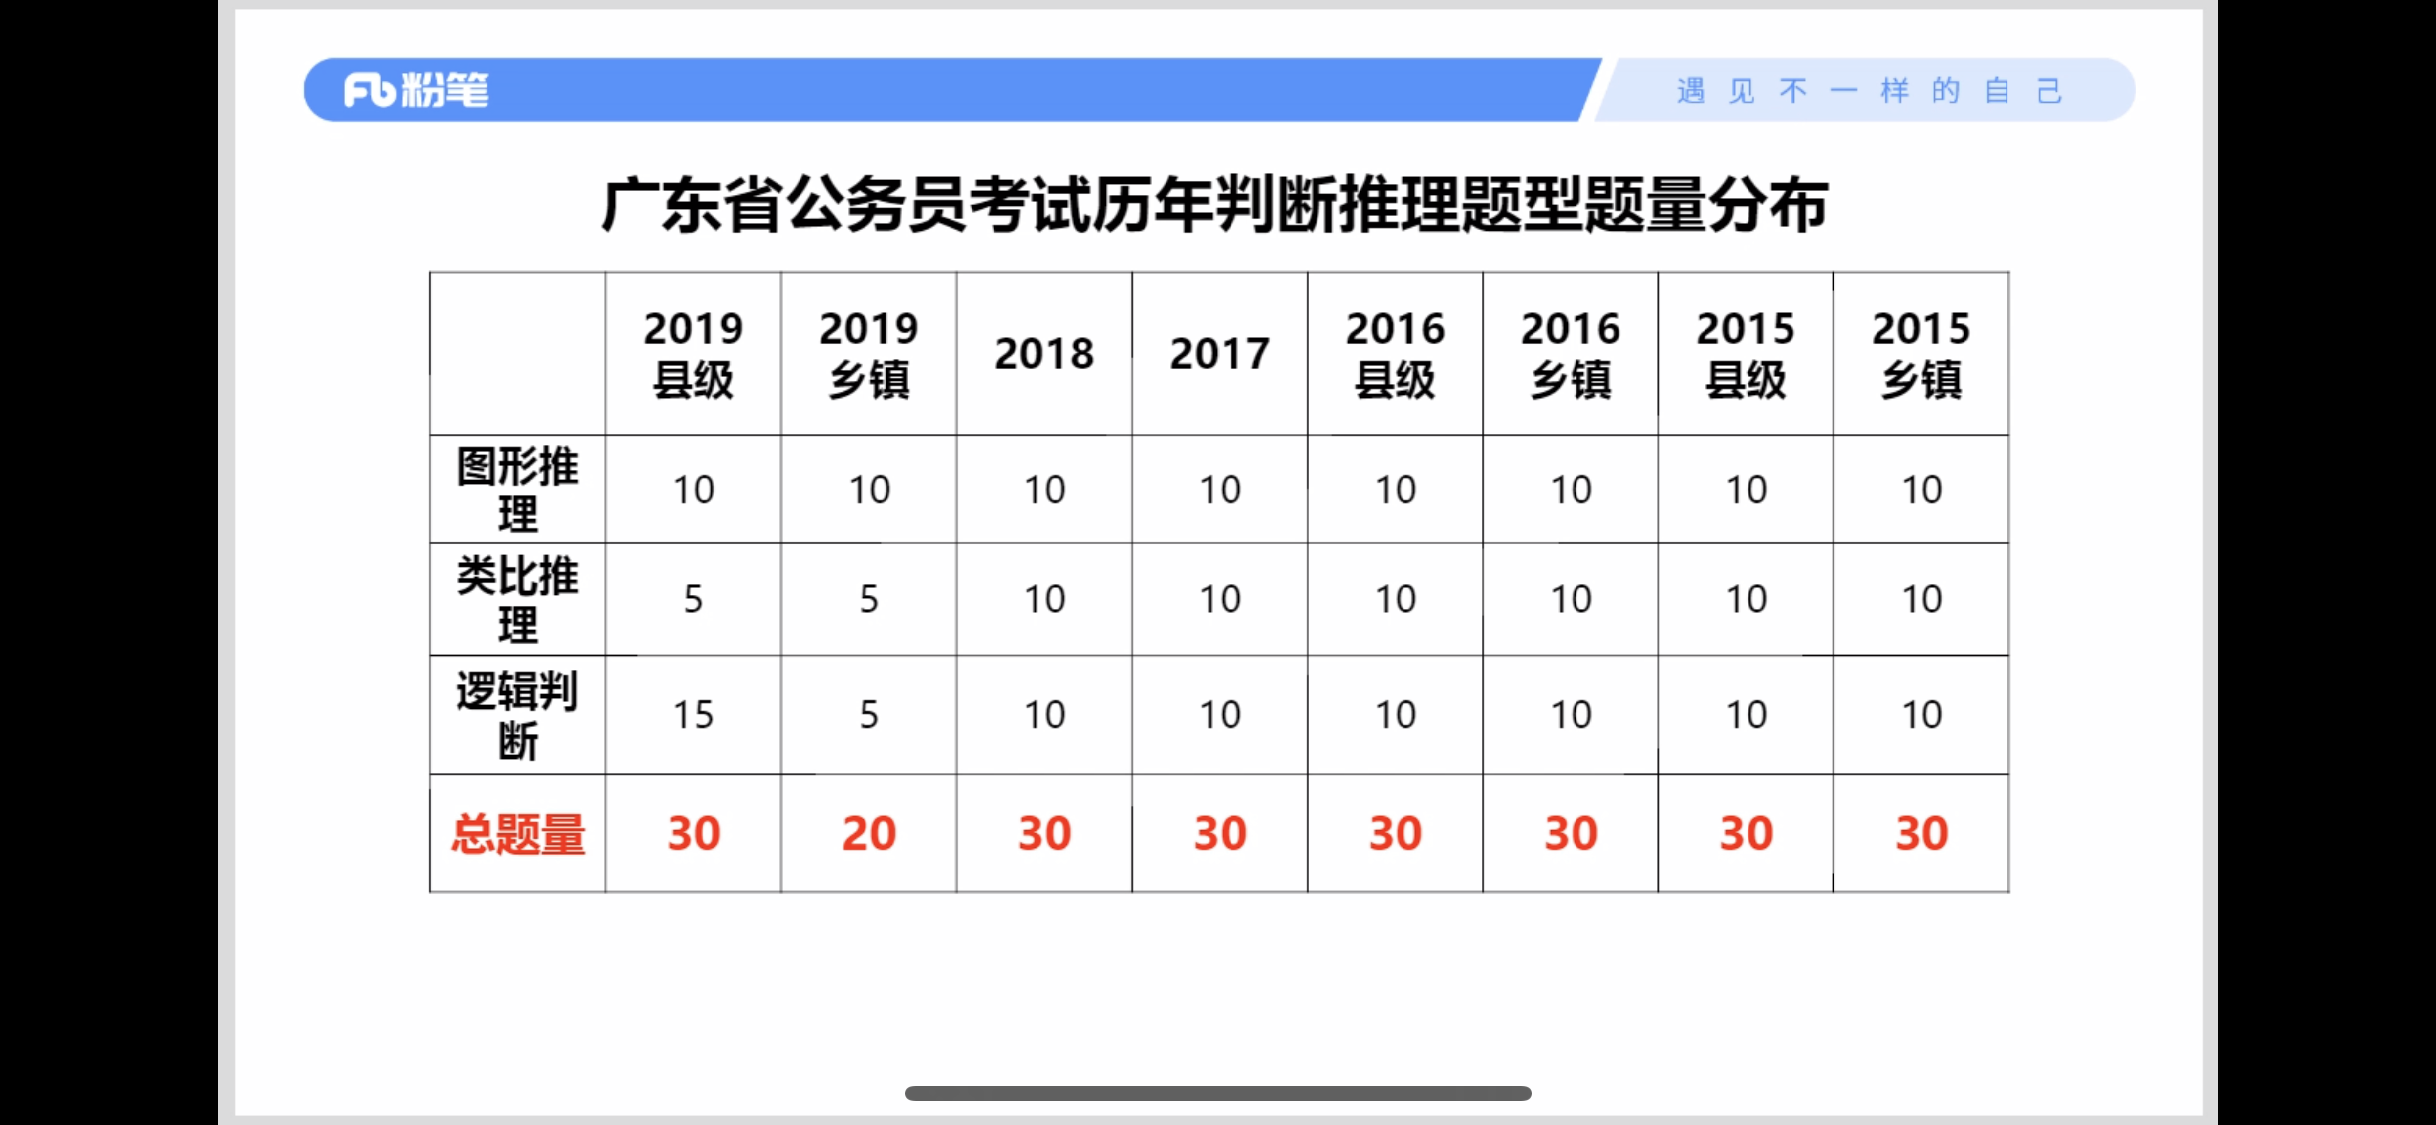 Fb粉笔
遇见不一样的自己
广东省公务员考试历年判断推理题型题量分布
2019 2019 2018 2017 2016 2016 2015 2015
县级 乡镇 县级 乡镇 县级 乡镇
图形推
理 10 10 10 10 10 10 10 10
类比推
理 5 5 10 10 10 10 10 10
逻辑判
断 15 5 10 10 10 10 10 10
总题量 30 20 30 30 30 30 30 30